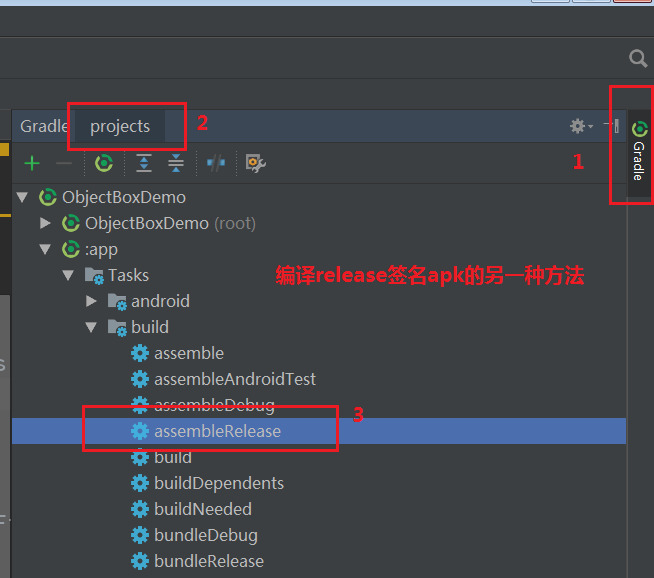 Gradle projects 2
1
Gradle
ObjectBoxDemo
ObjectBoxDemo (root)
:app
Tasks
编译release签名apk的另一种方法
android
build
assemble
assembleAndroidTest
assembleDebug
3
assembleRelease
build
buildDependents
buildNeeded
bundleDebug
bundleRelease